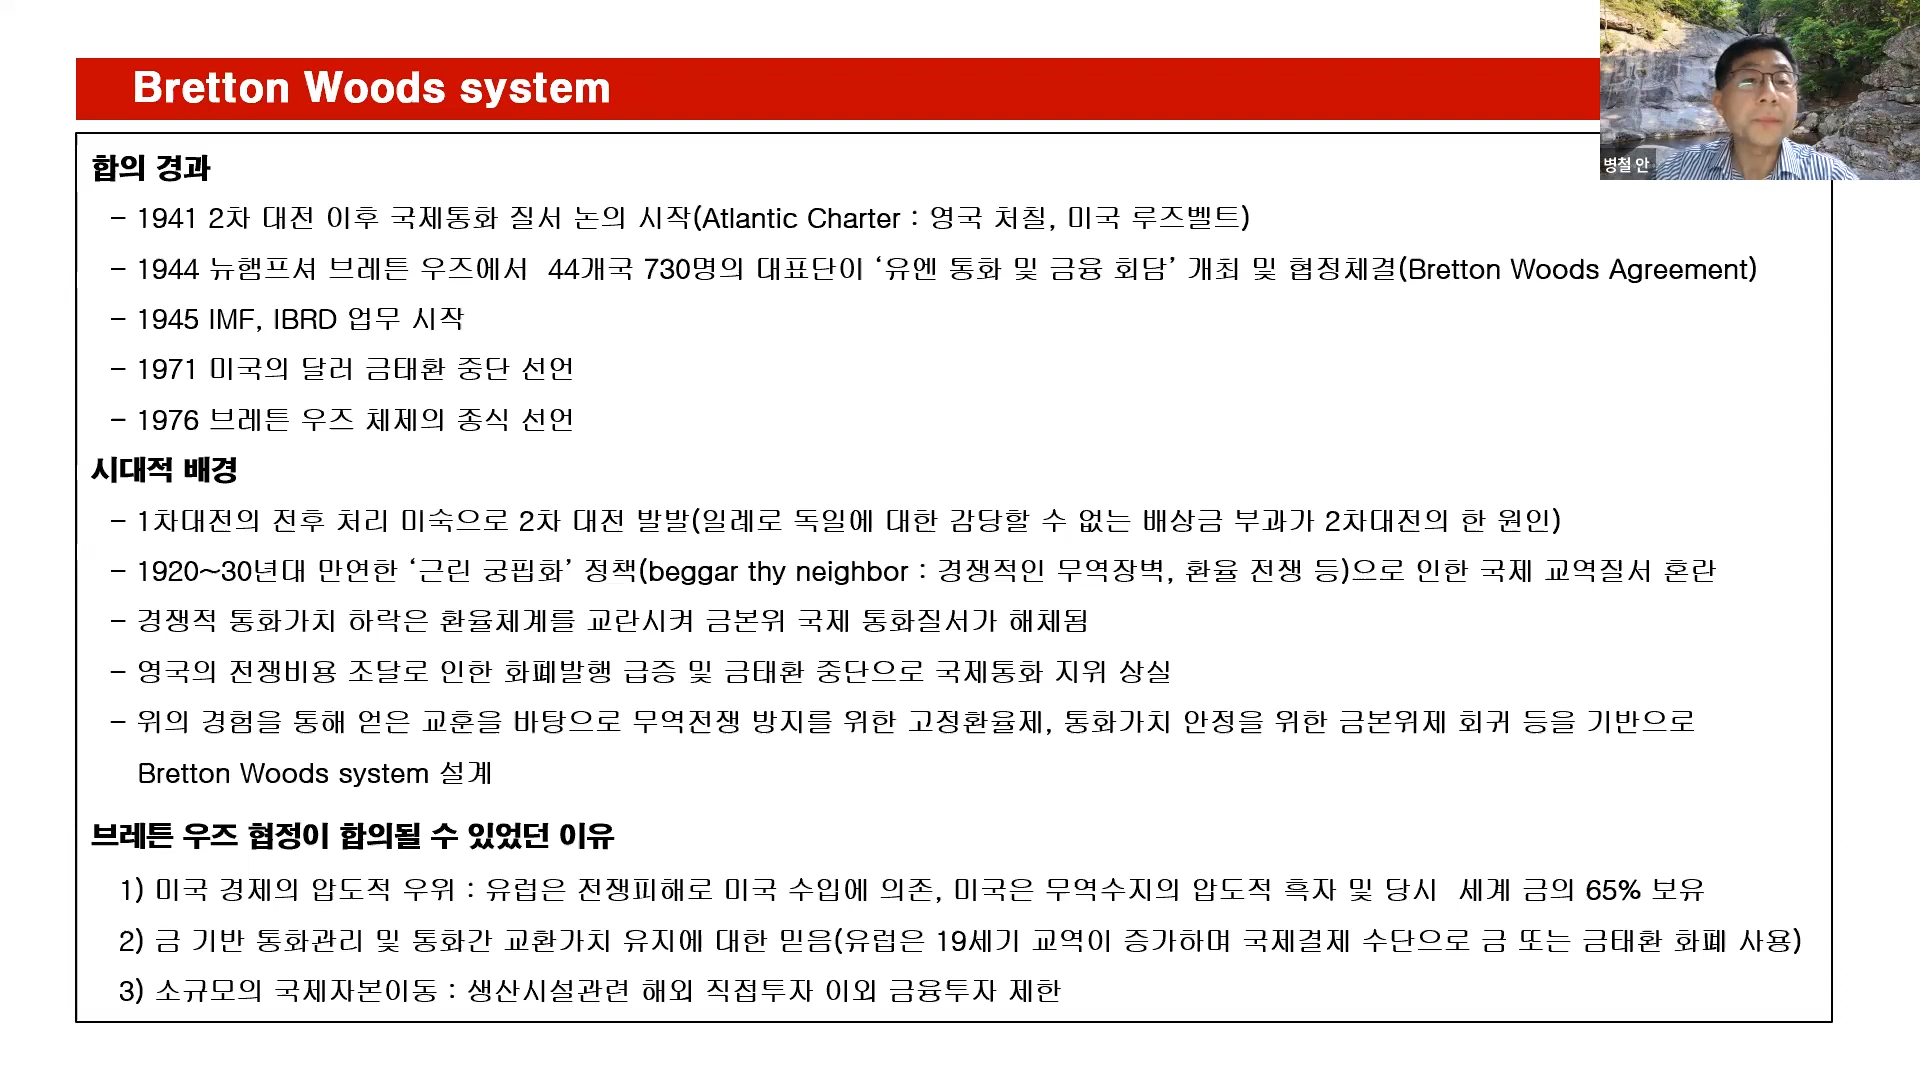 Bretton Woods system
병철 안
합의 경과
- 1941 2차 대전 이후 국제통화 질서 논의 시작(Atlantic Charter : 영국 처칠, 미국 루즈벨트)
- 1944 뉴햄프셔 브레튼 우즈에서 44개국 730명의 대표단이 ‘유엔 통화 및 금융 회담’ 개최 및 협정체결(Bretton Woods Agreement)
- 1945 IMF, IBRD 업무 시작
- 1971 미국의 달러 금태환 중단 선언
- 1976 브레튼 우즈 체제의 종식 선언
시대적 배경
- 1차대전의 전후 처리 미숙으로 2차 대전 발발(일례로 독일에 대한 감당할 수 없는 배상금 부과가 2차대전의 한 원인)
- 1920~30년대 만연한 ‘근린 궁핍화’ 정책(beggar thy neighbor : 경쟁적인 무역장벽, 환율 전쟁 등)으로 인한 국제 교역질서 혼란
- 경쟁적 통화가치 하락은 환율체계를 교란시켜 금본위 국제 통화질서가 해체됨
- 영국의 전쟁비용 조달로 인한 화폐발행 급증 및 금태환 중단으로 국제통화 지위 상실
- 위의 경험을 통해 얻은 교훈을 바탕으로 무역전쟁 방지를 위한 고정환율제, 통화가치 안정을 위한 금본위제 회귀 등을 기반으로
Bretton Woods system 설계
브레튼 우즈 협정이 합의될 수 있었던 이유
1) 미국 경제의 압도적 우위 : 유럽은 전쟁피해로 미국 수입에 의존, 미국은 무역수지의 압도적 흑자 및 당시 세계 금의 65% 보유
2) 금 기반 통화관리 및 통화간 교환가치 유지에 대한 믿음(유럽은 19세기 교역이 증가하며 국제결제 수단으로 금 또는 금태환 화폐 사용)
3) 소규모의 국제자본이동 : 생산시설관련 해외 직접투자 이외 금융투자 제한